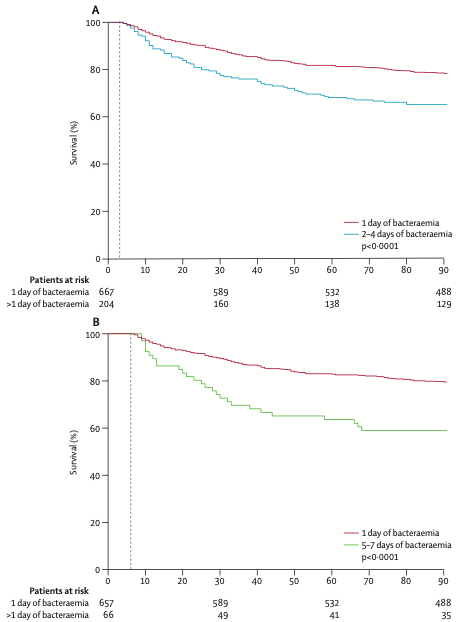 A
100
80
60
40
20
0
Survival (%)
1 day of bacteraemia
2–4 days of bacteraemia
p<0·0001
0 10 20 30 40 50 60 70 80 90
Patients at risk
1 day of bacteraemia 667 589 532 488
>1 day of bacteraemia 204 160 138 129
B
100
80
60
40
20
0
Survival (%)
1 day of bacteraemia
5–7 days of bacteraemia
p<0·0001
0 10 20 30 40 50 60 70 80 90
Patients at risk
1 day of bacteraemia 657 589 532 488
>1 day of bacteraemia 66 49 41 35